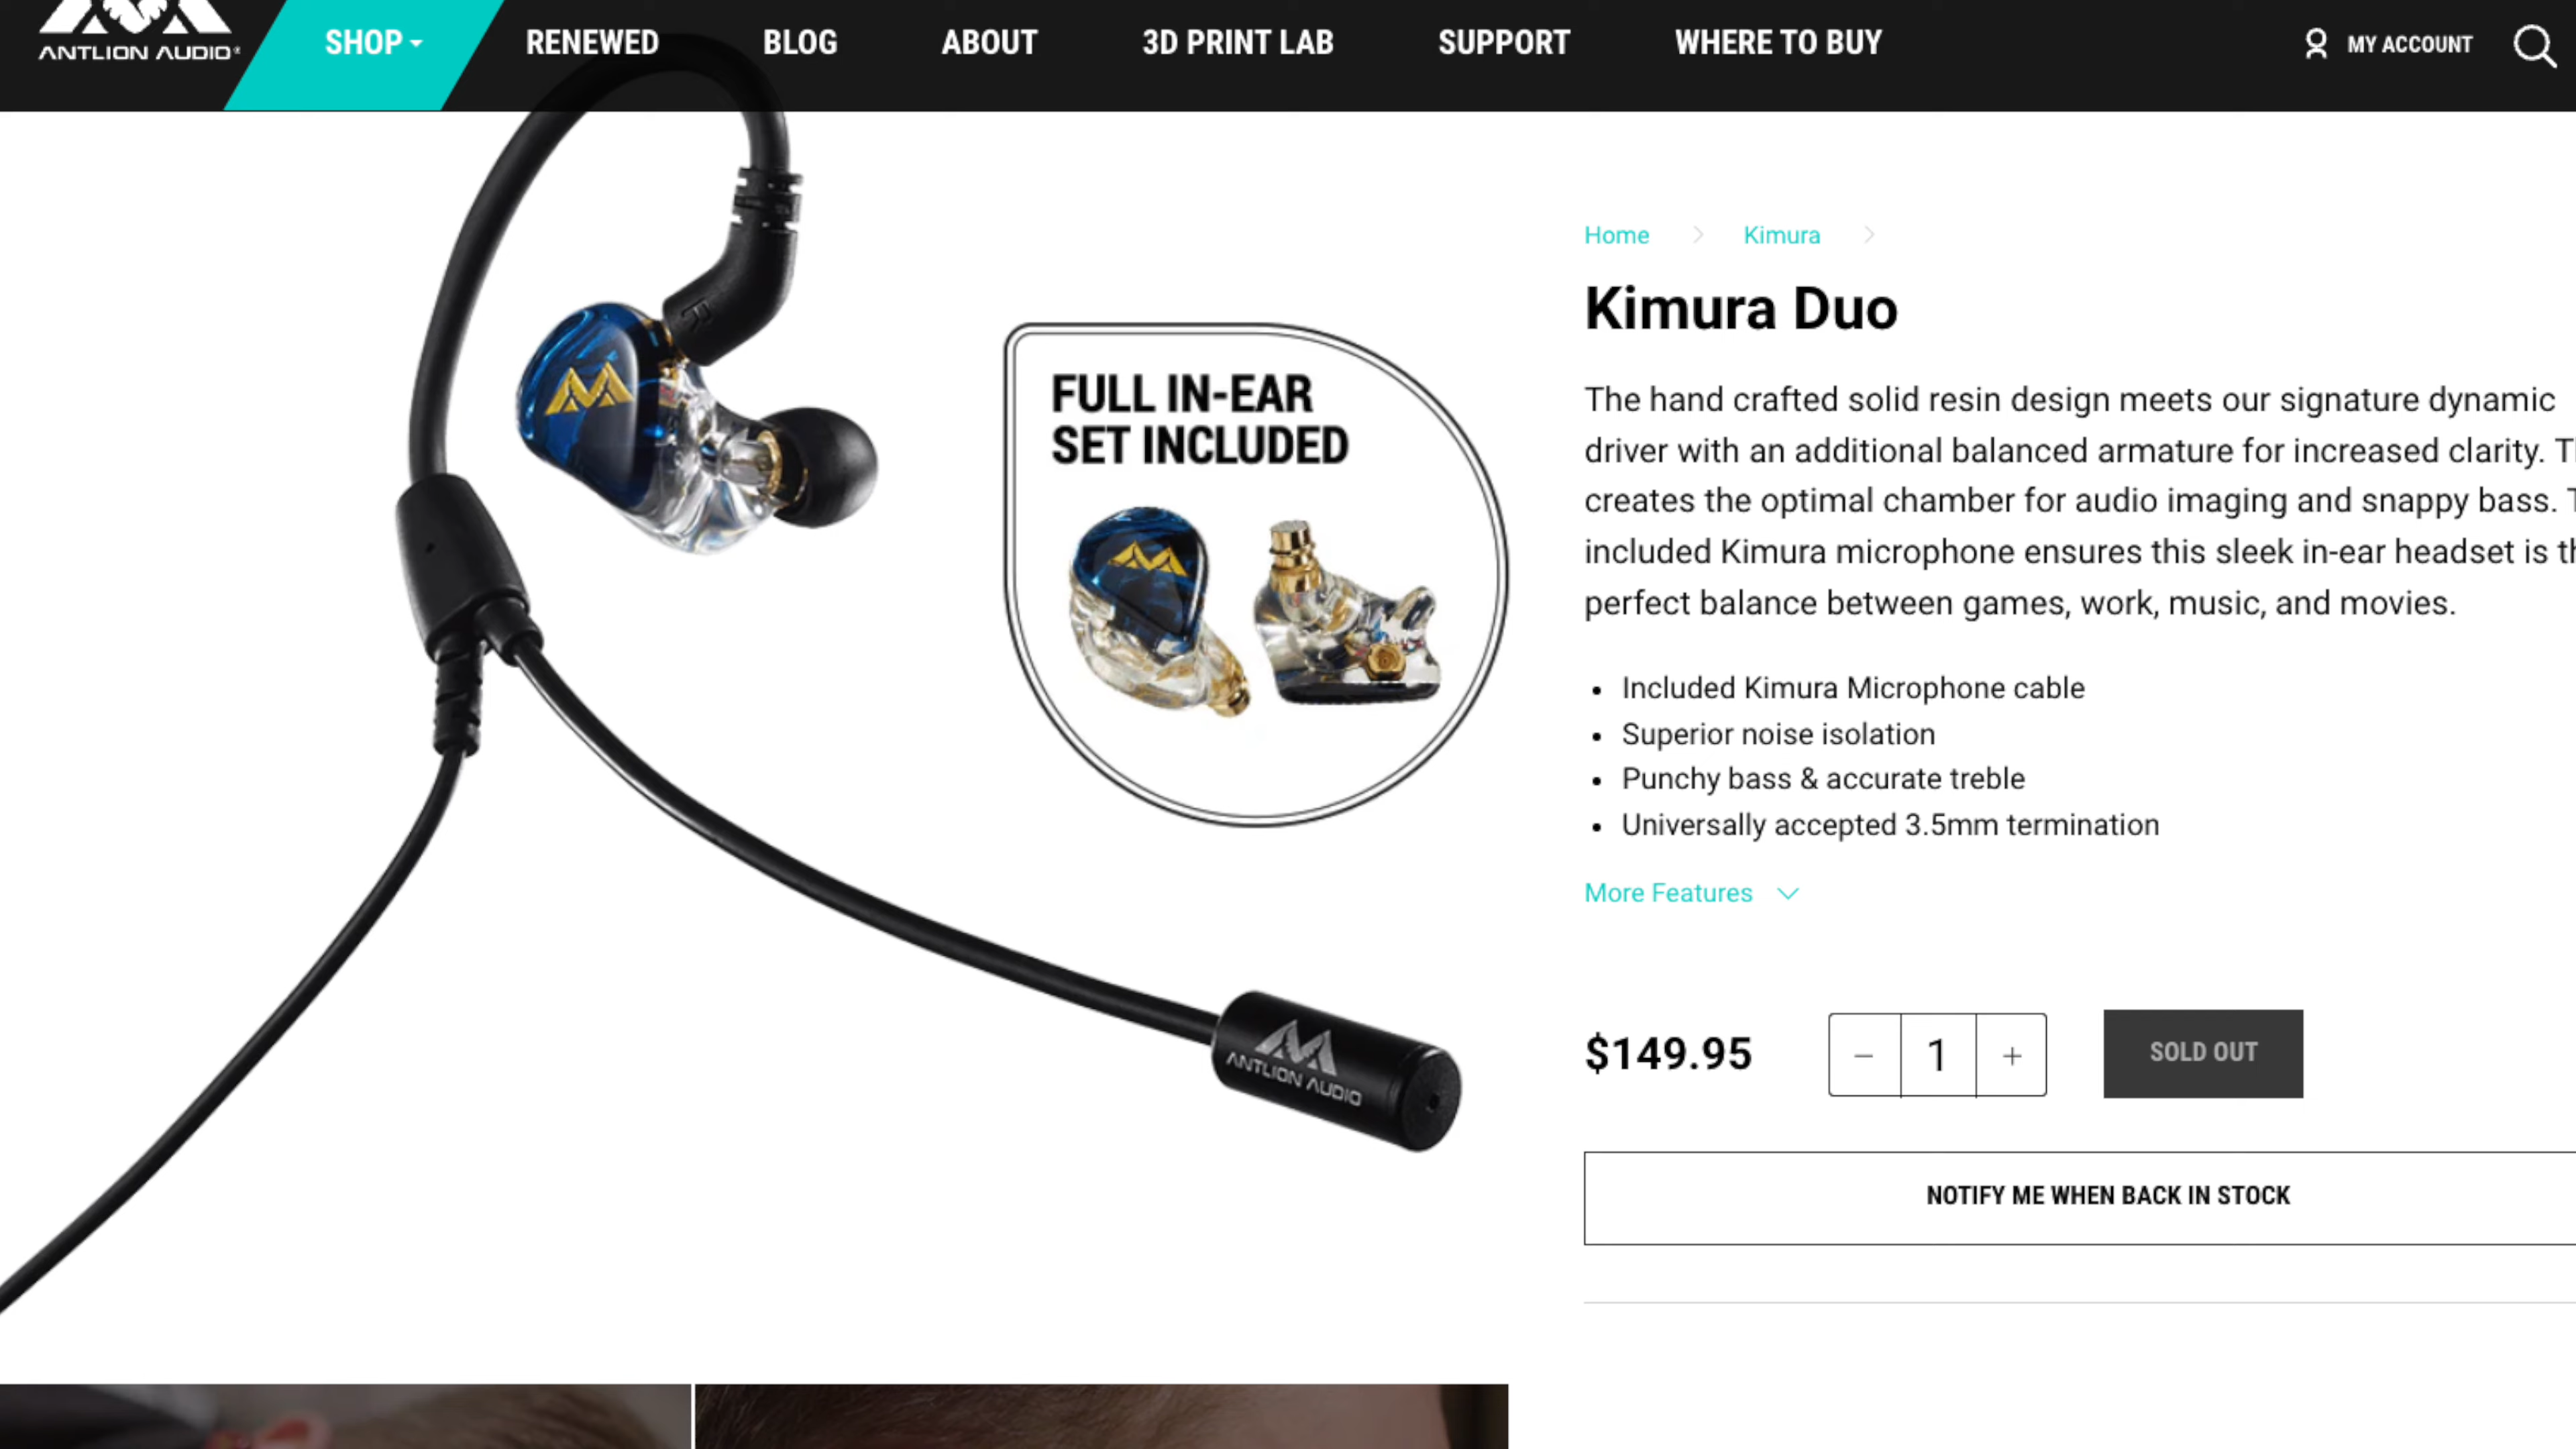 ANTLION AUDIO
SHOP
RENEWED
BLOG
ABOUT
3D PRINT LAB
SUPPORT
WHERE TO BUY
MY ACCOUNT
R
FULL IN-EAR
SET INCLUDED
ANTLION AUDIO
Home
Kimura
Kimura Duo
The hand crafted solid resin design meets our signature dynamic
driver with an additional balanced armature for increased clarity.
creates the optimal chamber for audio imaging and snappy bass.
included Kimura microphone ensures this sleek in-ear headset is
perfect balance between games, work, music, and movies.
• Included Kimura Microphone cable
• Superior noise isolation
• Punchy bass & accurate treble
• Universally accepted 3.5mm termination
More Features
$149.95
− 1 +
SOLD OUT
NOTIFY ME WHEN BACK IN STOCK